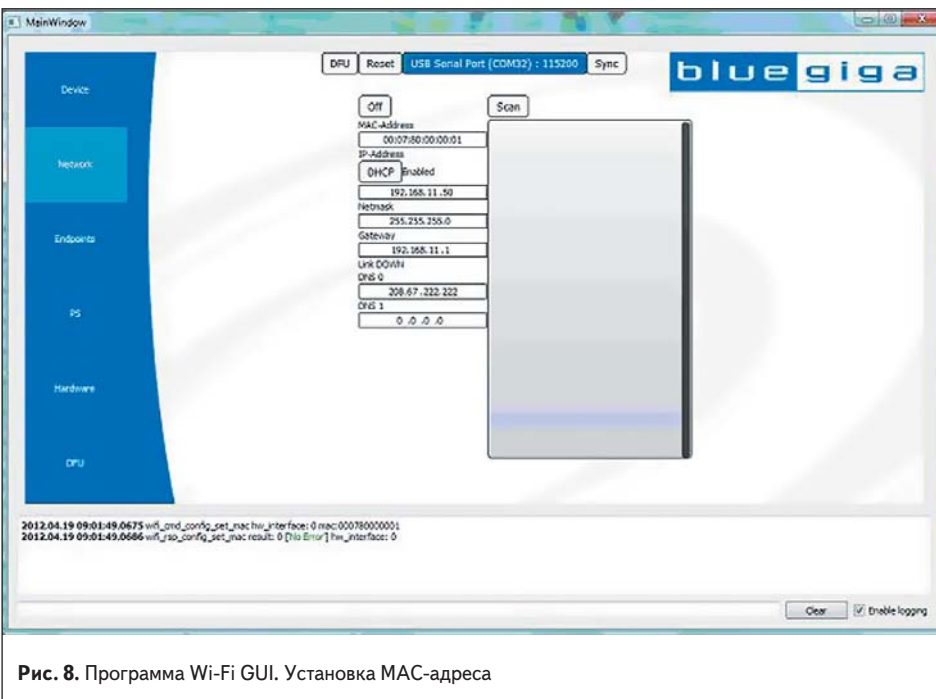 MainWindow
DFU Reset USB Serial Port (COM32) : 115200 Sync
bluegiga
Device
Network
Endpoints
PS
Hardware
DFU
Off
Scan
MAC-Address
00:07:80:00:00:01
IP-Address
DHCP Enabled
192.168.11.50
Netmask
255.255.255.0
Gateway
192.168.11.1
Link DOWN
DNS 0
208.67.222.222
DNS 1
0.0.0.0
2012.04.19 09:01:49.0675 wifi_cmd_config_set_mac hw_interface: 0 mac:000780000001
2012.04.19 09:01:49.0686 wifi_rsp_config_set_mac result: 0 [No Error] hw_interface: 0
Clear Enable logging
Рис. 8. Программа Wi-Fi GUI. Установка MAC-адреса